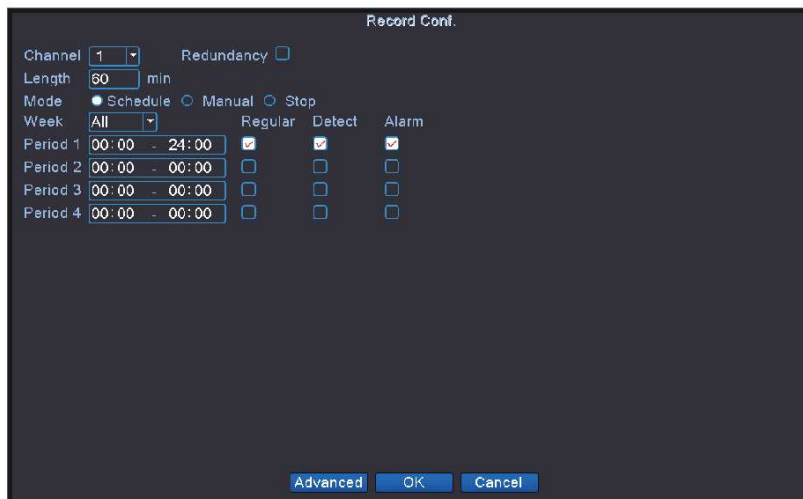 Record Conf.
Channel 1 Redundancy
Length 60 min
Mode Schedule Manual Stop
Week All Regular Detect Alarm
Period 1 00:00 - 24:00
Period 2 00:00 - 00:00
Period 3 00:00 - 00:00
Period 4 00:00 - 00:00
Advanced OK Cancel